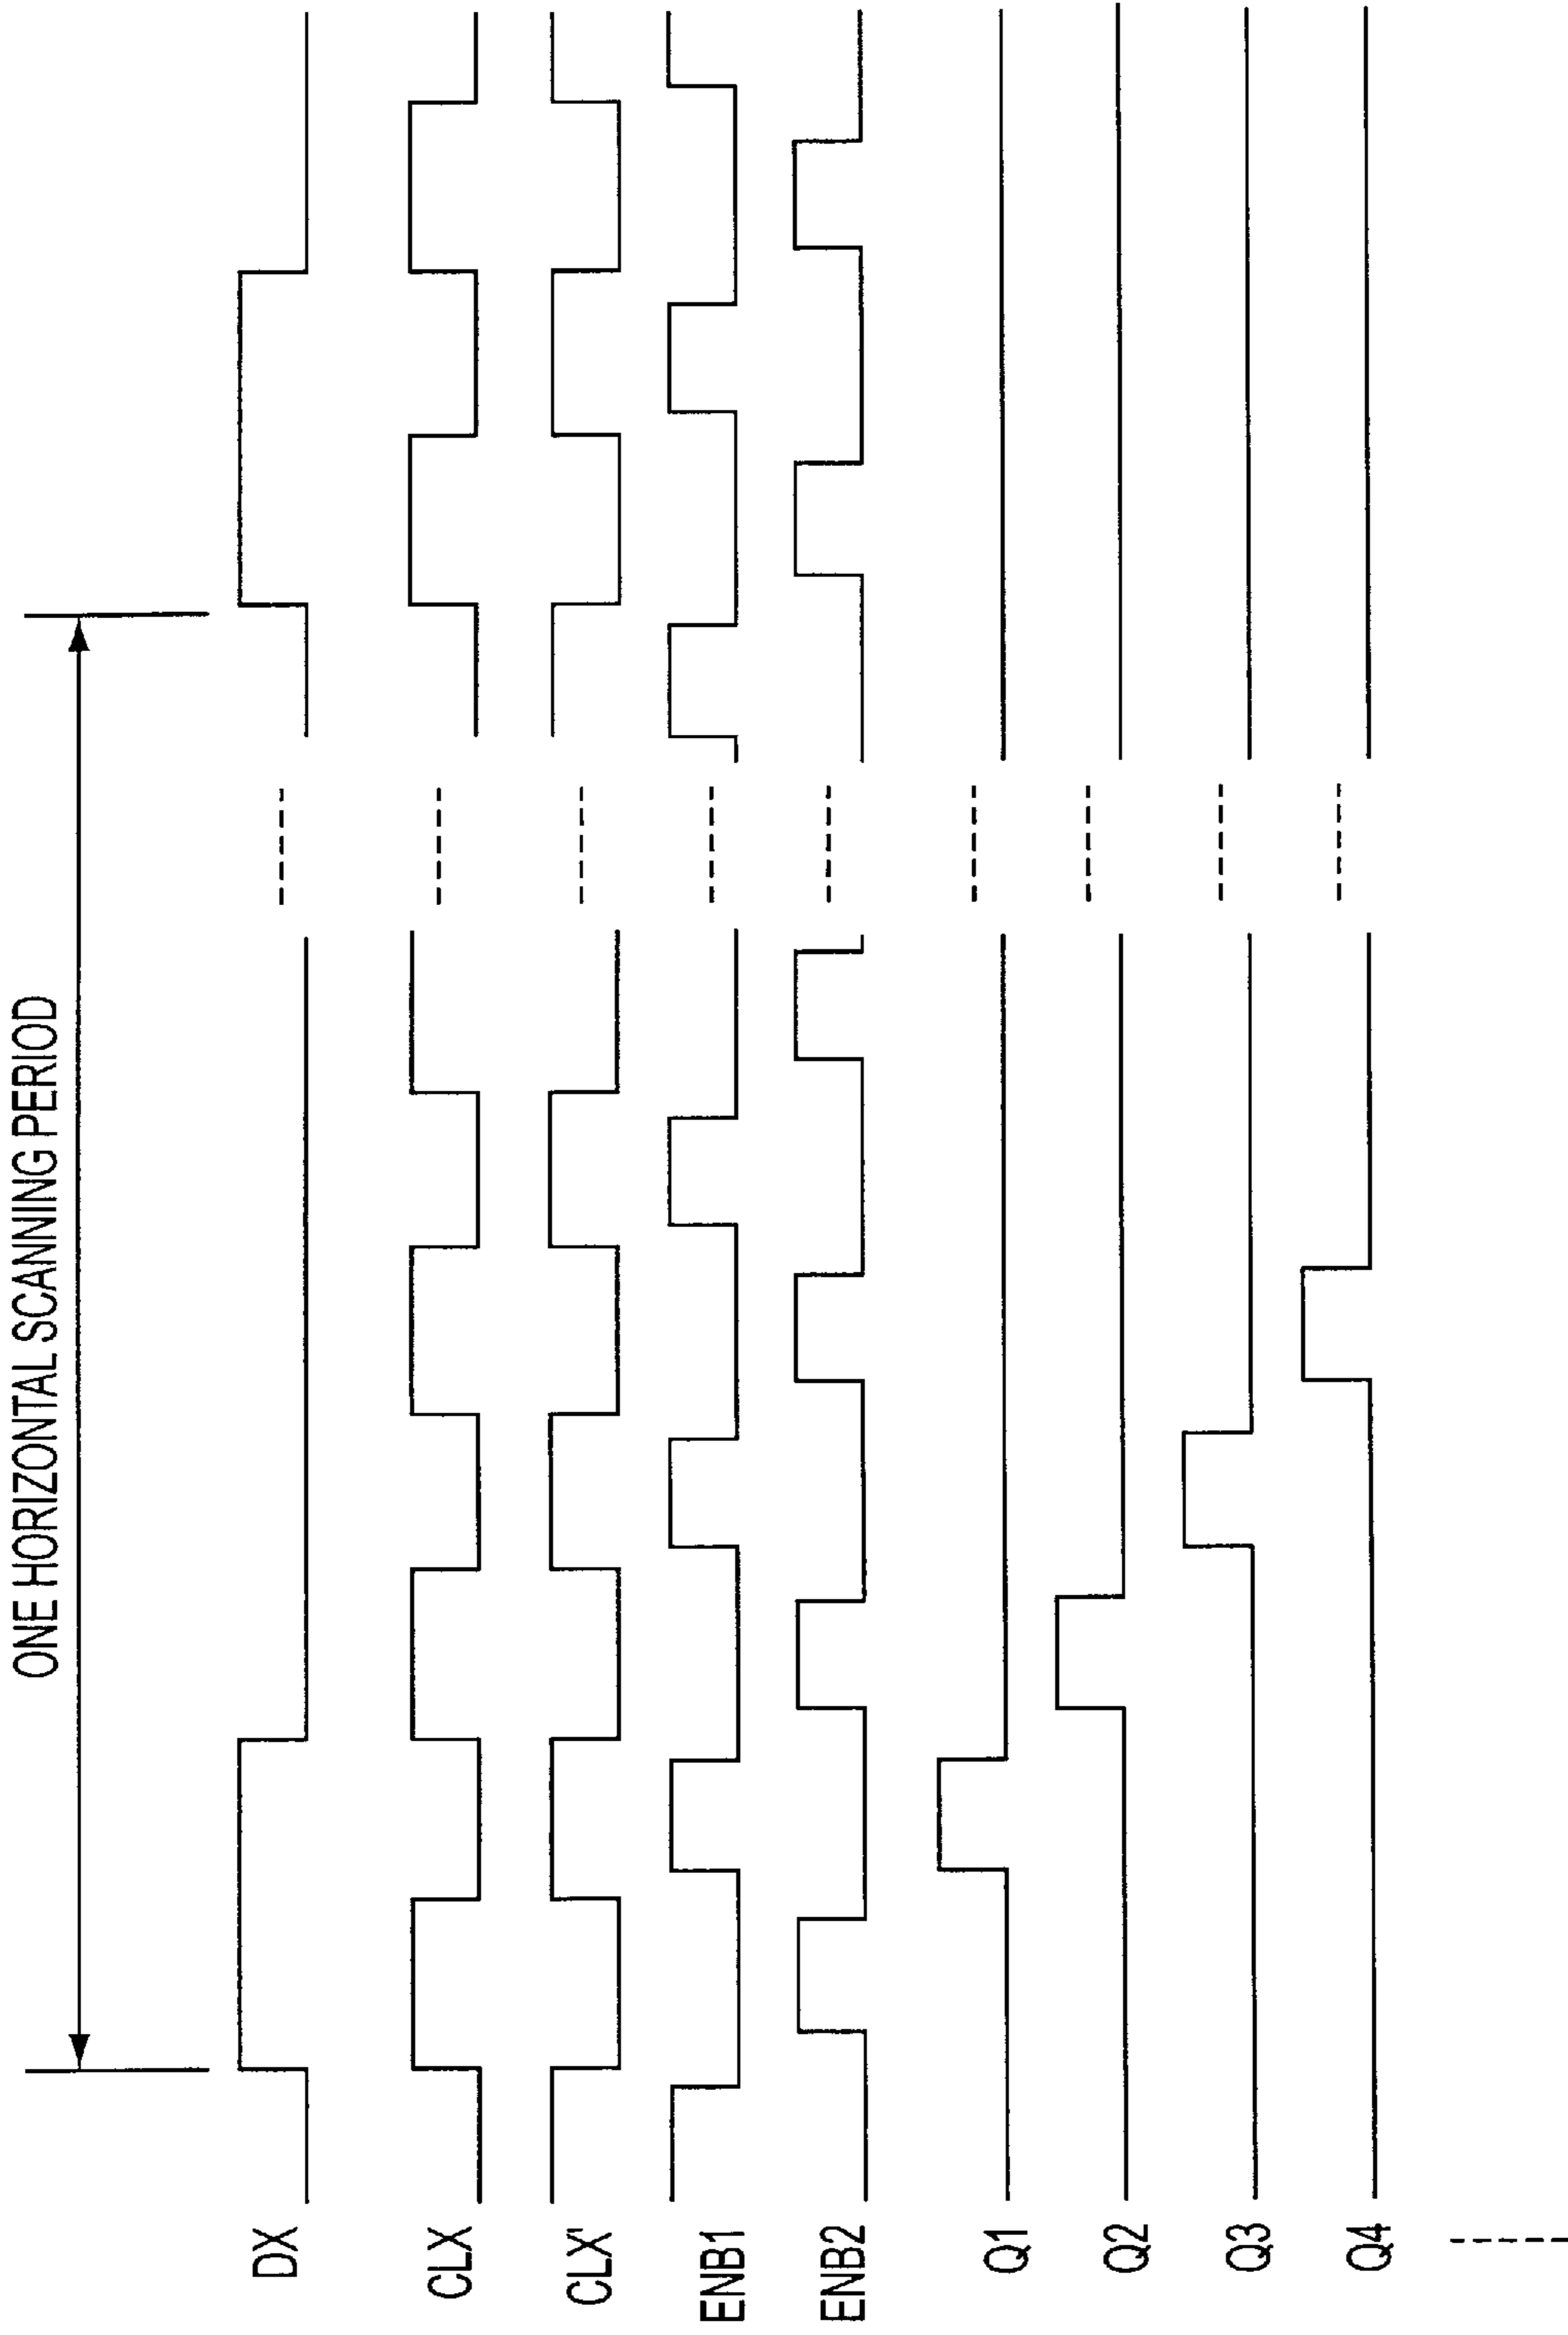 ONE HORIZONTAL SCANNING PERIOD
DX
CLX
CLX'
ENB1
ENB2
Q1
Q2
Q3
Q4